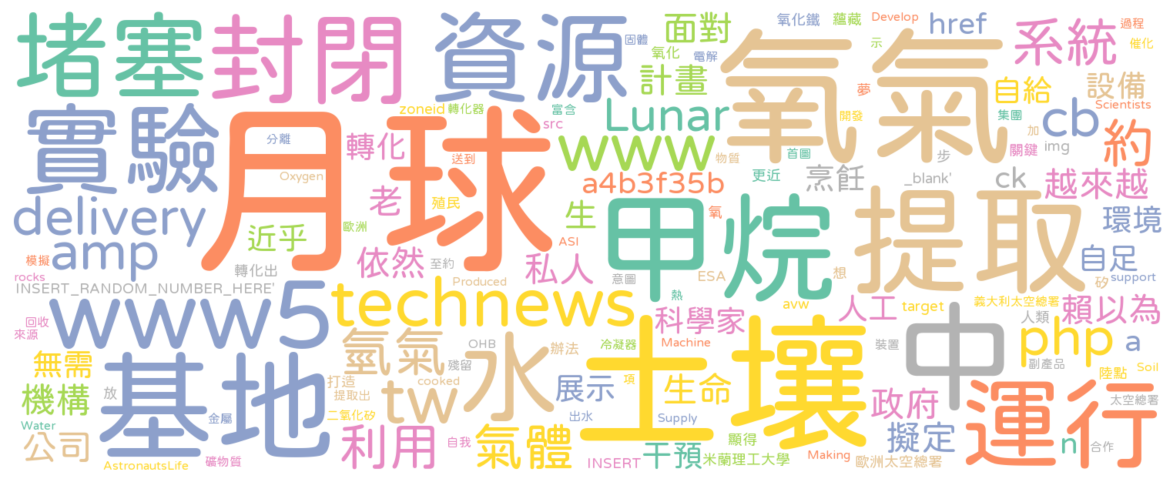 堵塞
封閉
資源
固體
氧化
電解
面對
計畫
氧化鐵
蘊藏
Develop
href
系統
過程
催化
示
夢
氧氣
自給
設備
Scientists
實驗
月球
分離
Oxygen
zoneid
轉化器
富含
src
轉化
送到
Lunar
www
物質
首圖
開發
集團
加
cb
img
關鍵
約
步
a4b3f35b
更近
烹飪
_blank'
ck
越來越
delivery
amp
近乎
老
殖民
歐洲
甲烷
生
氧
提取
環境
模擬
rocks
轉化出
依然
至約
ASI
私人
意圖
ESA
想
矽
自足
support
INSERT_RANDOM_NUMBER_HERE'
Produced
熱
avw
人工
target
義大利太空總署
賴以為
www5
technews
科學家
人類
回收
來源
氫氣
OHB
殘留
水
辦法
冷凝器
Machine
土壤
裝置
中
php
a
副產品
無需
基地
打造
提取出
cooked
tw
展示
項
生命
陸點
Soil
機構
放
金屬
二氧化矽
出水
Supply
政府
擬定
運行
太空總署
Water
公司
自我
利用
氣體
顯得
n
合作
AstronautsLife
礦物質
INSERT
干預
米蘭理工大學
Making
歐洲太空總署